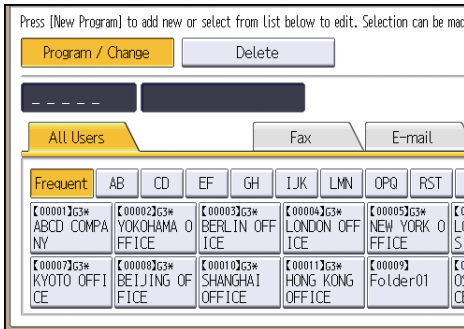 Press [New Program] to add new or select from list below to edit. Selection can be mad
Program / Change Delete
_ _ _ _ _
All Users Fax E-mail
Frequent AB CD EF GH IJK LMN OPQ RST
【00001】G3* 【00002】G3* 【00003】G3* 【00004】G3* 【00005】G3*
ABCD COMPA YOKOHAMA O BERLIN OFF LONDON OFF NEW YORK O
NY FFICE ICE ICE FFICE
【00007】G3* 【00008】G3* 【00010】G3* 【00011】G3* 【00009】
KYOTO OFFI BEIJING OF SHANGHAI HONG KONG Folder01
CE FICE OFFICE OFFICE